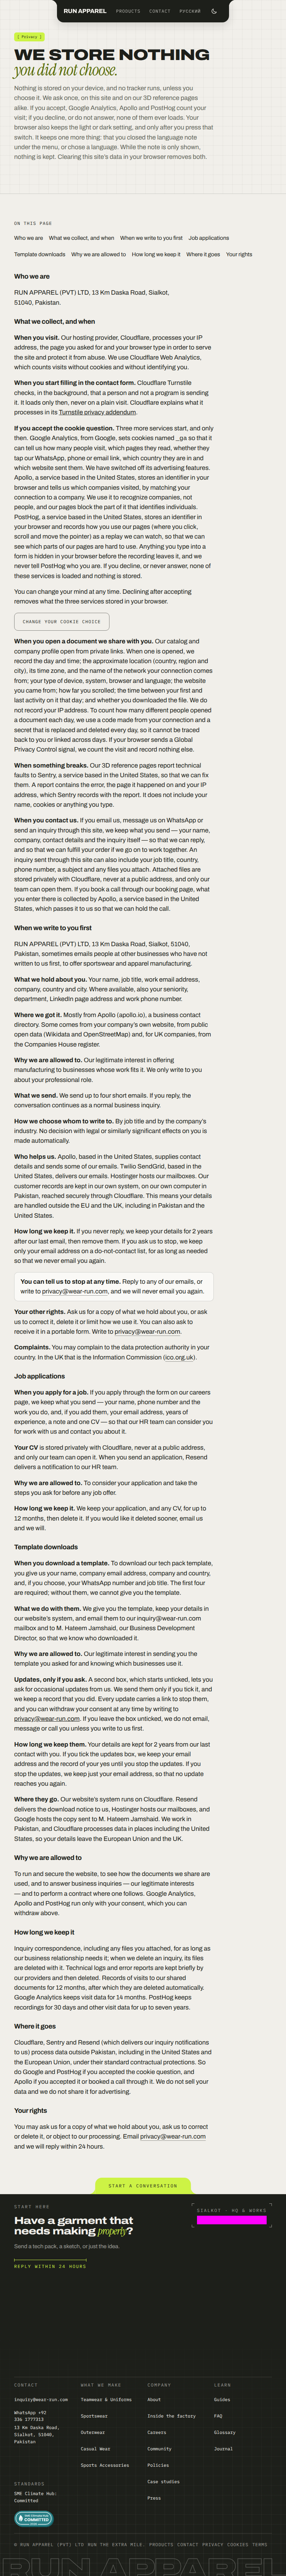 RUN APPAREL PRODUCTS CONTACT РУССКИЙ
[ Privacy ]
WE STORE NOTHING
you did not choose.
Nothing is stored on your device, and no tracker runs, unless you
choose it. We ask once, on this site and on our 3D reference pages
alike. If you accept, Google Analytics, Apollo and PostHog count your
visit; if you decline, or do not answer, none of them ever loads. Your
browser also keeps the light or dark setting, and only after you press that
switch. It keeps one more thing: that you closed the language note
under the menu, or chose a language. While the note is only shown,
nothing is kept. Clearing this site's data in your browser removes both.
ON THIS PAGE
Who we are What we collect, and when When we write to you first Job applications
Template downloads Why we are allowed to How long we keep it Where it goes Your rights
Who we are
RUN APPAREL (PVT) LTD, 13 Km Daska Road, Sialkot,
51040, Pakistan.
What we collect, and when
When you visit. Our hosting provider, Cloudflare, processes your IP
address, the page you asked for and your browser type in order to serve
the site and protect it from abuse. We use Cloudflare Web Analytics,
which counts visits without cookies and without identifying you.
When you start filling in the contact form. Cloudflare Turnstile
checks, in the background, that a person and not a program is sending
it. It loads only then, never on a plain visit. Cloudflare explains what it
processes in its Turnstile privacy addendum.
If you accept the cookie question. Three more services start, and only
then. Google Analytics, from Google, sets cookies named _ga so that it
can tell us how many people visit, which pages they read, whether they
tap our WhatsApp, phone or email link, which country they are in and
which website sent them. We have switched off its advertising features.
Apollo, a service based in the United States, stores an identifier in your
browser and tells us which companies visited, by matching your
connection to a company. We use it to recognize companies, not
people, and our pages block the part of it that identifies individuals.
PostHog, a service based in the United States, stores an identifier in
your browser and records how you use our pages (where you click,
scroll and move the pointer) as a replay we can watch, so that we can
see which parts of our pages are hard to use. Anything you type into a
form is hidden in your browser before the recording leaves it, and we
never tell PostHog who you are. If you decline, or never answer, none of
these services is loaded and nothing is stored.
You can change your mind at any time. Declining after accepting
removes what the three services stored in your browser.
CHANGE YOUR COOKIE CHOICE
When you open a document we share with you. Our catalog and
company profile open from private links. When one is opened, we
record the day and time; the approximate location (country, region and
city), its time zone, and the name of the network your connection comes
from; your type of device, system, browser and language; the website
you came from; how far you scrolled; the time between your first and
last activity on it that day; and whether you downloaded the file. We do
not record your IP address. To count how many different people opened
a document each day, we use a code made from your connection and a
secret that is replaced and deleted every day, so it cannot be traced
back to you or linked across days. If your browser sends a Global
Privacy Control signal, we count the visit and record nothing else.
When something breaks. Our 3D reference pages report technical
faults to Sentry, a service based in the United States, so that we can fix
them. A report contains the error, the page it happened on and your IP
address, which Sentry records with the report. It does not include your
name, cookies or anything you type.
When you contact us. If you email us, message us on WhatsApp or
send an inquiry through this site, we keep what you send — your name,
company, contact details and the inquiry itself — so that we can reply,
and so that we can fulfill your order if we go on to work together. An
inquiry sent through this site can also include your job title, country,
phone number, a subject and any files you attach. Attached files are
stored privately with Cloudflare, never at a public address, and only our
team can open them. If you book a call through our booking page, what
you enter there is collected by Apollo, a service based in the United
States, which passes it to us so that we can hold the call.
When we write to you first
RUN APPAREL (PVT) LTD, 13 Km Daska Road, Sialkot, 51040,
Pakistan, sometimes emails people at other businesses who have not
written to us first, to offer sportswear and apparel manufacturing.
What we hold about you. Your name, job title, work email address,
company, country and city. Where available, also your seniority,
department, LinkedIn page address and work phone number.
Where we got it. Mostly from Apollo (apollo.io), a business contact
directory. Some comes from your company's own website, from public
open data (Wikidata and OpenStreetMap) and, for UK companies, from
the Companies House register.
Why we are allowed to. Our legitimate interest in offering
manufacturing to businesses whose work fits it. We only write to you
about your professional role.
What we send. We send up to four short emails. If you reply, the
conversation continues as a normal business inquiry.
How we choose whom to write to. By job title and by the company's
industry. No decision with legal or similarly significant effects on you is
made automatically.
Who helps us. Apollo, based in the United States, supplies contact
details and sends some of our emails. Twilio SendGrid, based in the
United States, delivers our emails. Hostinger hosts our mailboxes. Our
customer records are kept in our own system, on our own computer in
Pakistan, reached securely through Cloudflare. This means your details
are handled outside the EU and the UK, including in Pakistan and the
United States.
How long we keep it. If you never reply, we keep your details for 2 years
after our last email, then remove them. If you ask us to stop, we keep
only your email address on a do-not-contact list, for as long as needed
so that we never email you again.
You can tell us to stop at any time. Reply to any of our emails, or
write to privacy@wear-run.com, and we will never email you again.
Your other rights. Ask us for a copy of what we hold about you, or ask
us to correct it, delete it or limit how we use it. You can also ask to
receive it in a portable form. Write to privacy@wear-run.com.
Complaints. You may complain to the data protection authority in your
country. In the UK that is the Information Commission (ico.org.uk).
Job applications
When you apply for a job. If you apply through the form on our careers
page, we keep what you send — your name, phone number and the
work you do, and, if you add them, your email address, years of
experience, a note and one CV — so that our HR team can consider you
for work with us and contact you about it.
Your CV is stored privately with Cloudflare, never at a public address,
and only our team can open it. When you send an application, Resend
delivers a notification to our HR team.
Why we are allowed to. To consider your application and take the
steps you ask for before any job offer.
How long we keep it. We keep your application, and any CV, for up to
12 months, then delete it. If you would like it deleted sooner, email us
and we will.
Template downloads
When you download a template. To download our tech pack template,
you give us your name, company email address, company and country,
and, if you choose, your WhatsApp number and job title. The first four
are required; without them, we cannot give you the template.
What we do with them. We give you the template, keep your details in
our website's system, and email them to our inquiry@wear-run.com
mailbox and to M. Hateem Jamshaid, our Business Development
Director, so that we know who downloaded it.
Why we are allowed to. Our legitimate interest in sending you the
template you asked for and knowing which businesses use it.
Updates, only if you ask. A second box, which starts unticked, lets you
ask for occasional updates from us. We send them only if you tick it, and
we keep a record that you did. Every update carries a link to stop them,
and you can withdraw your consent at any time by writing to
privacy@wear-run.com. If you leave the box unticked, we do not email,
message or call you unless you write to us first.
How long we keep them. Your details are kept for 2 years from our last
contact with you. If you tick the updates box, we keep your email
address and the record of your yes until you stop the updates. If you
stop the updates, we keep just your email address, so that no update
reaches you again.
Where they go. Our website's system runs on Cloudflare. Resend
delivers the download notice to us, Hostinger hosts our mailboxes, and
Google hosts the copy sent to M. Hateem Jamshaid. We work in
Pakistan, and Cloudflare processes data in places including the United
States, so your details leave the European Union and the UK.
Why we are allowed to
To run and secure the website, to see how the documents we share are
used, and to answer business inquiries — our legitimate interests
— and to perform a contract where one follows. Google Analytics,
Apollo and PostHog run only with your consent, which you can
withdraw above.
How long we keep it
Inquiry correspondence, including any files you attached, for as long as
our business relationship needs it; when we delete an inquiry, its files
are deleted with it. Technical logs and error reports are kept briefly by
our providers and then deleted. Records of visits to our shared
documents for 12 months, after which they are deleted automatically.
Google Analytics keeps visit data for 14 months. PostHog keeps
recordings for 30 days and other visit data for up to seven years.
Where it goes
Cloudflare, Sentry and Resend (which delivers our inquiry notifications
to us) process data outside Pakistan, including in the United States and
the European Union, under their standard contractual protections. So
do Google and PostHog if you accepted the cookie question, and
Apollo if you accepted it or booked a call through it. We do not sell your
data and we do not share it for advertising.
Your rights
You may ask us for a copy of what we hold about you, ask us to correct
or delete it, or object to our processing. Email privacy@wear-run.com
and we will reply within 24 hours.
START A CONVERSATION
START HERE
Have a garment that
needs making properly?
Send a tech pack, a sketch, or just the idea.
REPLY WITHIN 24 HOURS
SIALKOT · HQ & WORKS
CONTACT
inquiry@wear-run.com
WhatsApp +92
336 1777313
13 Km Daska Road,
Sialkot, 51040,
Pakistan
WHAT WE MAKE
Teamwear & Uniforms
Sportswear
Outerwear
Casual Wear
Sports Accessories
COMPANY
About
Inside the factory
Careers
Community
Policies
Case studies
Press
LEARN
Guides
FAQ
Glossary
Journal
STANDARDS
SME Climate Hub:
Committed
© RUN APPAREL (PVT) LTD RUN THE EXTRA MILE. PRODUCTS CONTACT PRIVACY COOKIES TERMS
RUN APPAREL